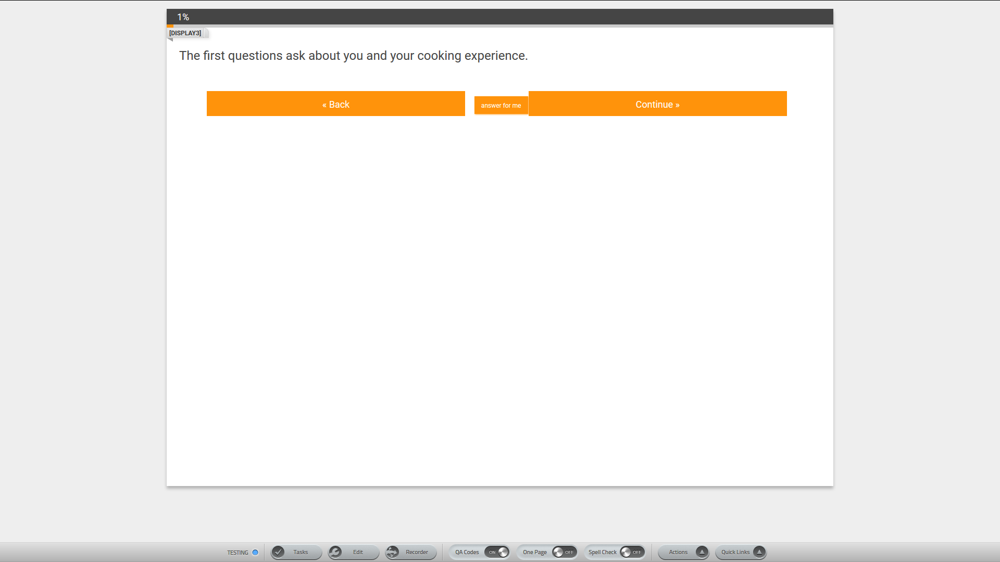 1%
[DISPLAY3]
The first questions ask about you and your cooking experience.
« Back
answer for me
Continue »
TESTING
Tasks
Edit
Recorder
QA Codes ON
One Page OFF
Spell Check OFF
Actions
Quick Links